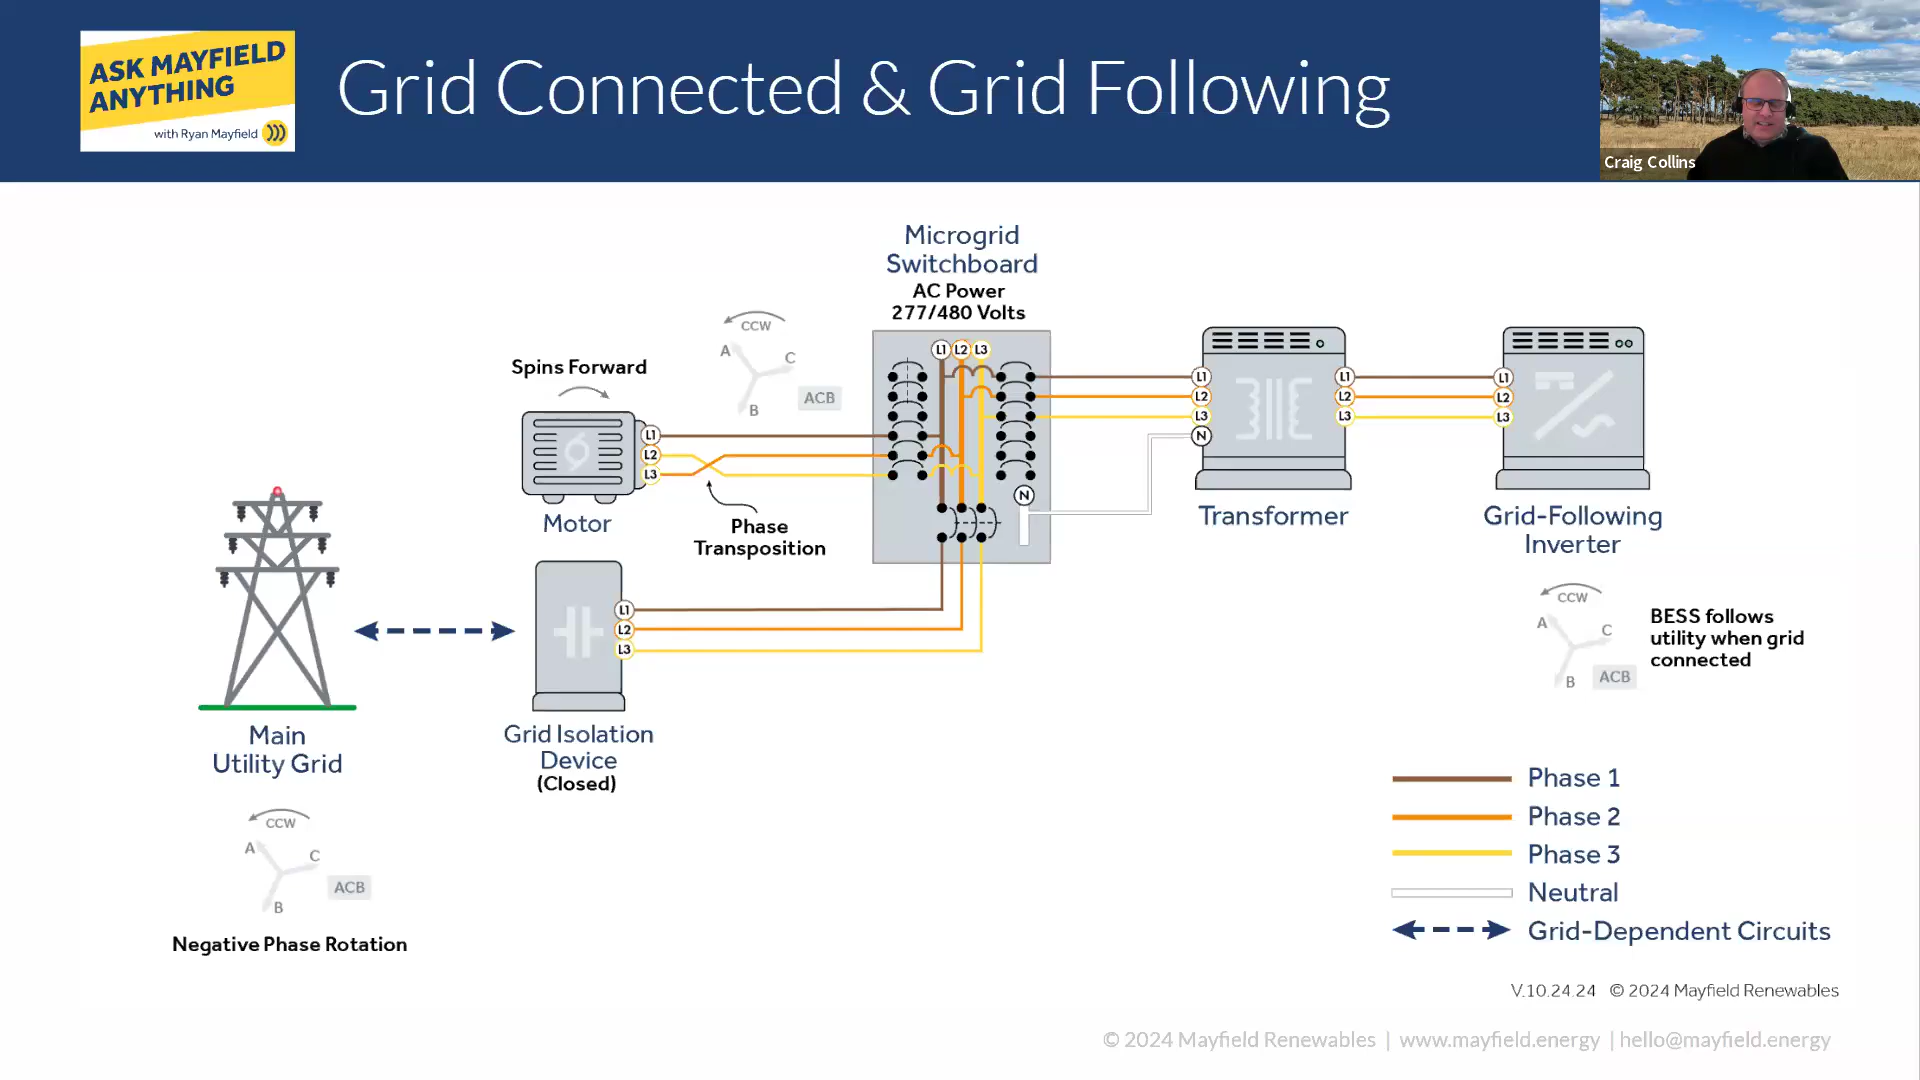 ASK MAYFIELD
ANYTHING
with Ryan Mayfield
Grid Connected & Grid Following
Craig Collins
Microgrid
Switchboard
AC Power
277/480 Volts
CCW
A
C
B
ACB
Spins Forward
L1
L2
L3
Motor
Phase
Transposition
L1
L2
L3
N
L1
L2
L3
N
L1
L2
L3
Transformer
L1
L2
L3
Grid-Following
Inverter
CCW
A
C
B
ACB
BESS follows
utility when grid
connected
L1
L2
L3
Grid Isolation
Device
(Closed)
Main
Utility Grid
CCW
A
C
B
ACB
Negative Phase Rotation
Phase 1
Phase 2
Phase 3
Neutral
Grid-Dependent Circuits
V.10.24.24 © 2024 Mayfield Renewables
© 2024 Mayfield Renewables | www.mayfield.energy | hello@mayfield.energy